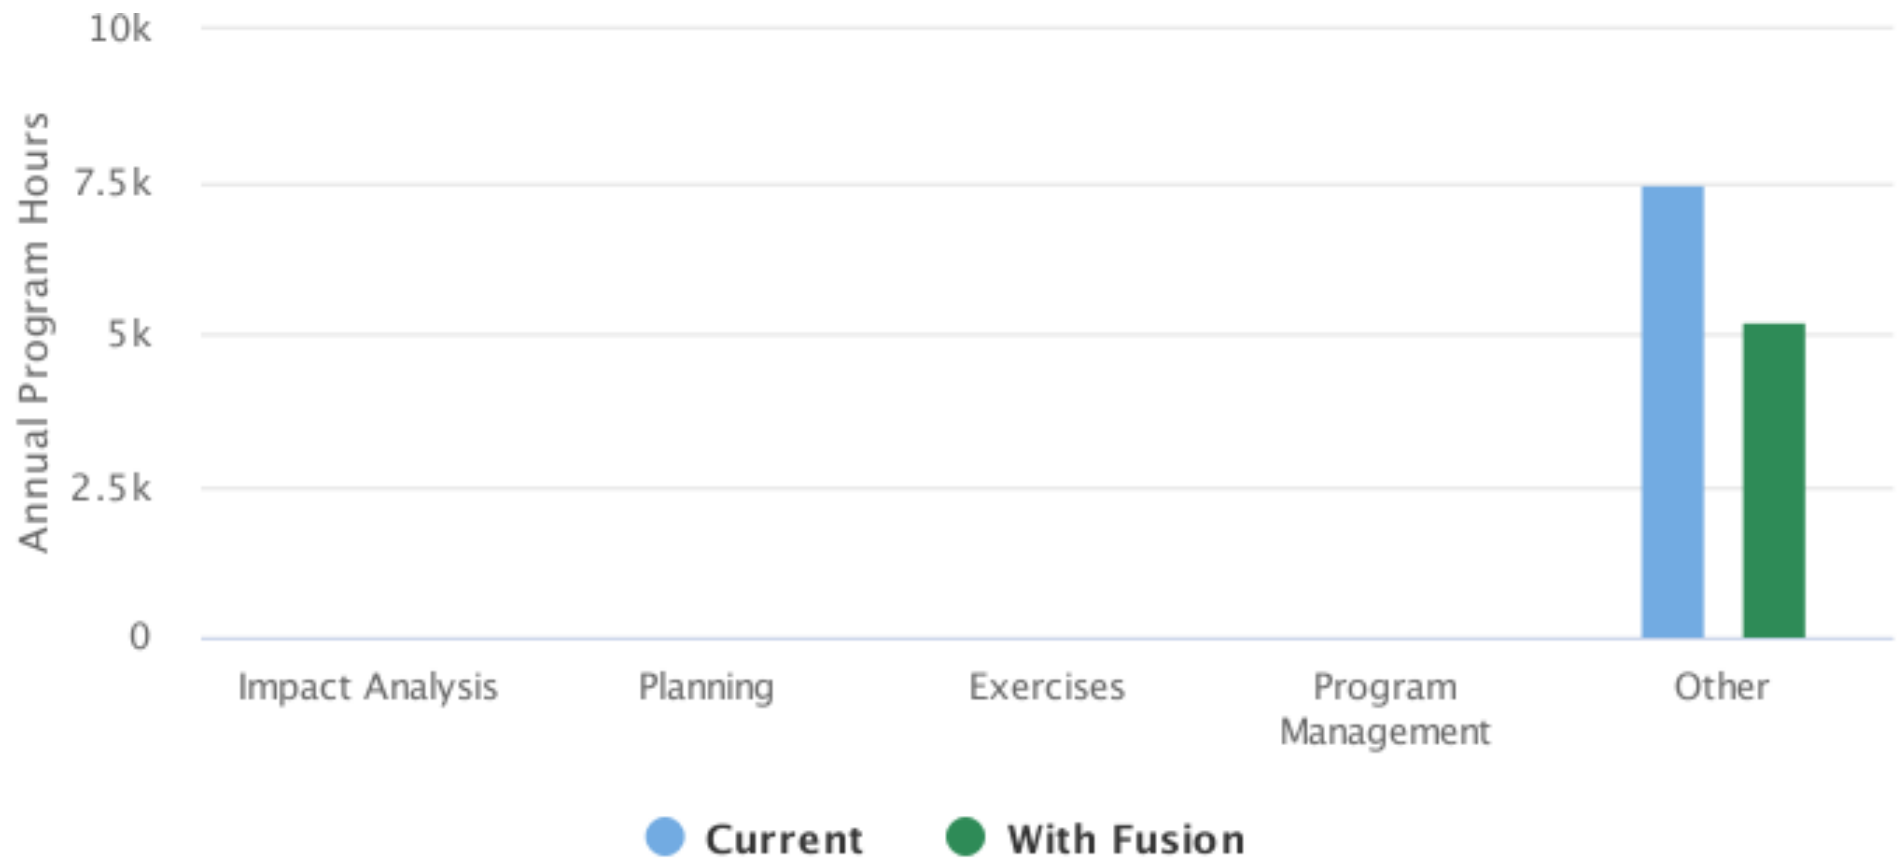 10k
7.5k
5k
2.5k
0
Annual Program Hours
Impact Analysis
Planning
Exercises
Program
Management
Other
Current
With Fusion